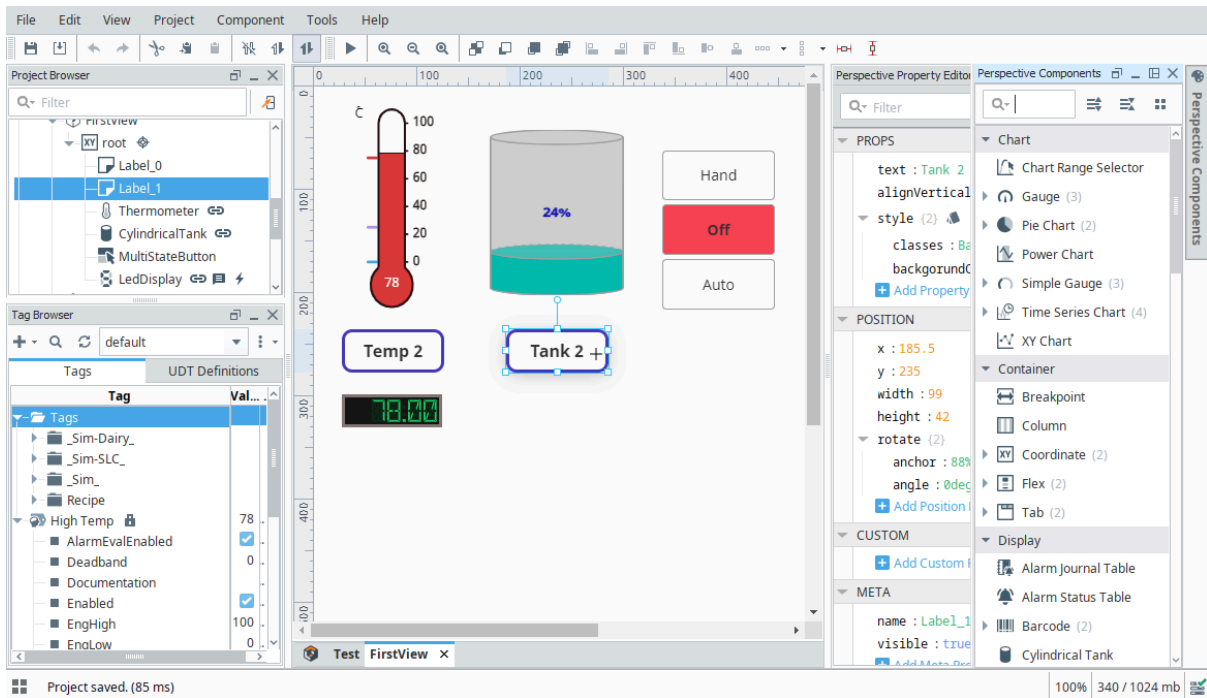 File Edit View Project Component Tools Help
Project Browser
Filter
FirstView
root
Label_0
Label_1
Thermometer
CylindricalTank
MultiStateButton
LedDisplay
Tag Browser
default
Tags UDT Definitions
Tag Val...
Tags
_Sim-Dairy_
_Sim-SLC_
_Sim_
Recipe
High Temp 78
AlarmEvalEnabled
Deadband 0
Documentation
Enabled
EngHigh 100
EngLow 0
0 100 200 300 400
0
100
200
300
400
500
C
100
80
60
40
20
0
78
24%
Hand
Off
Auto
Temp 2
Tank 2
78.00
Test FirstView
Perspective Property Editor
Filter
PROPS
text : Tank 2
alignVertical
style {2}
classes : Ba
backgorundC
Add Property
POSITION
x : 185.5
y : 235
width : 99
height : 42
rotate {2}
anchor : 88%
angle : 0deg
Add Position
CUSTOM
Add Custom
META
name : Label_1
visible : true
Add Meta Pr
Perspective Components
Chart
Chart Range Selector
Gauge (3)
Pie Chart (2)
Power Chart
Simple Gauge (3)
Time Series Chart (4)
XY Chart
Container
Breakpoint
Column
Coordinate (2)
Flex (2)
Tab (2)
Display
Alarm Journal Table
Alarm Status Table
Barcode (2)
Cylindrical Tank
Perspective Components
Project saved. (85 ms)
100% 340 / 1024 mb